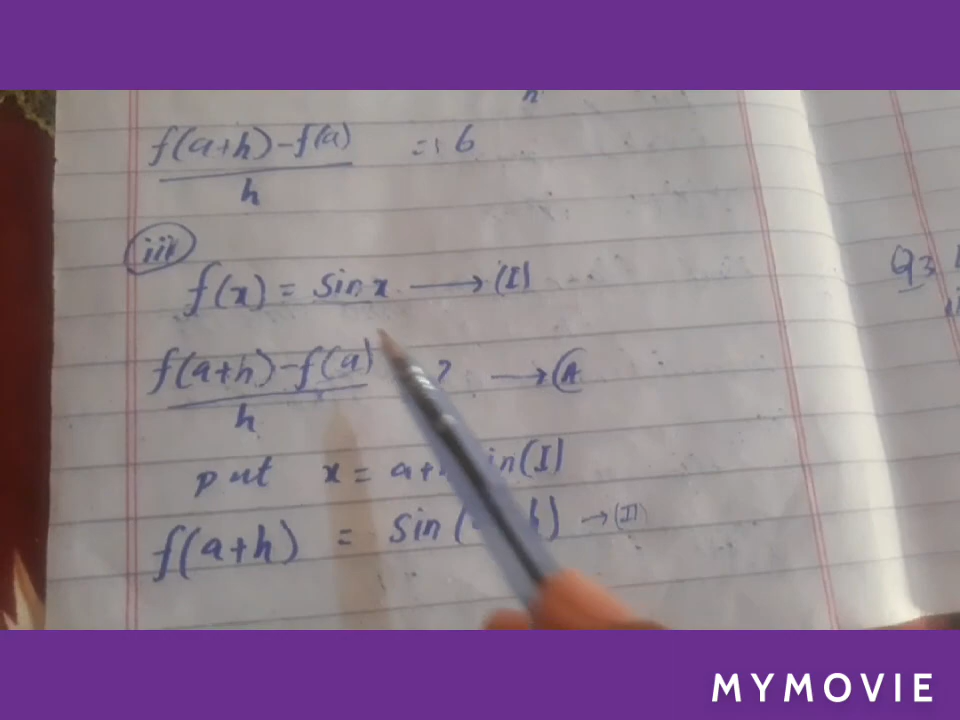 f(a+h)-f(a) = 6
h
iii
f(x) = sin x → (I)
f(a+h)-f(a) ? → A
h
put x = a+ in (I)
f(a+h) = sin ( h) → (II)
Q3
MYMOVIE